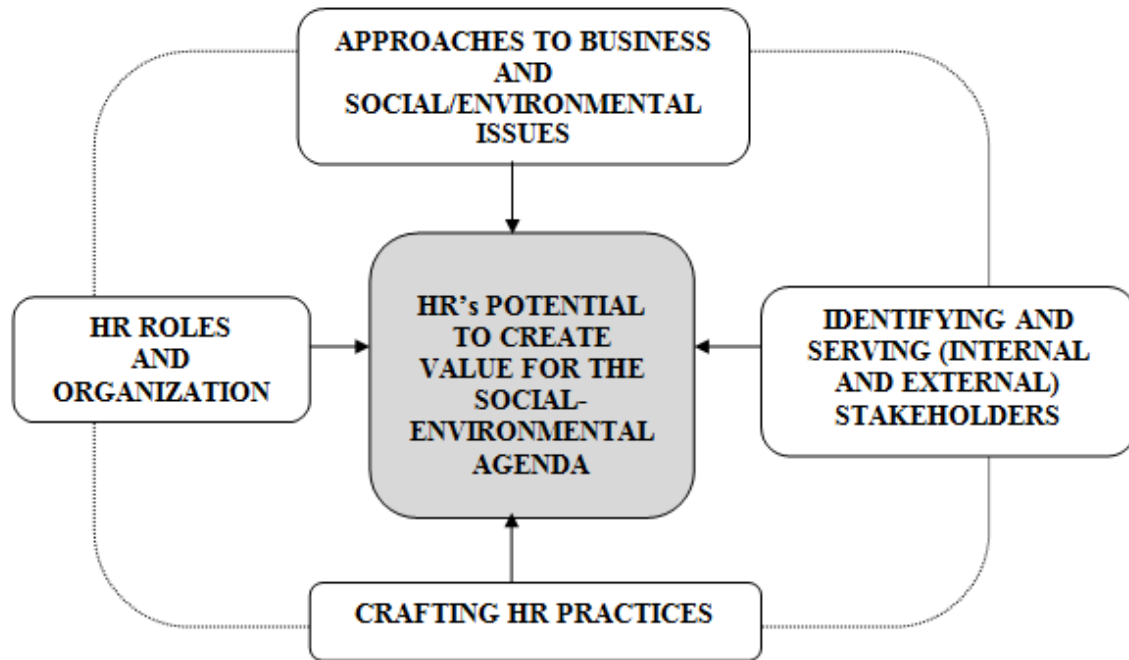 APPROACHES TO BUSINESS
AND
SOCIAL/ENVIRONMENTAL
ISSUES
HR ROLES
AND
ORGANIZATION
HR’s POTENTIAL
TO CREATE
VALUE FOR THE
SOCIAL-
ENVIRONMENTAL
AGENDA
IDENTIFYING AND
SERVING (INTERNAL
AND EXTERNAL)
STAKEHOLDERS
CRAFTING HR PRACTICES